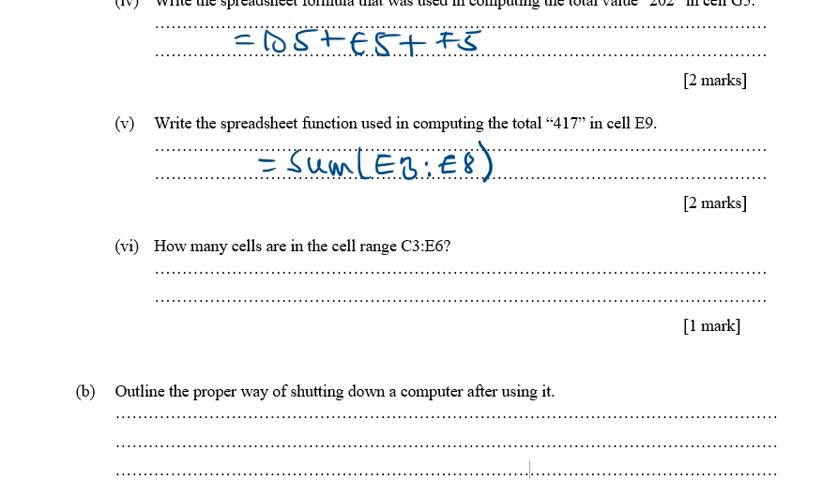 (iv) Write the spreadsheet formula that was used in computing the total value "202" in cell G5.
=D5+E5+F5
[2 marks]
(v) Write the spreadsheet function used in computing the total “417” in cell E9.
=Sum(E3:E8)
[2 marks]
(vi) How many cells are in the cell range C3:E6?
[1 mark]
(b) Outline the proper way of shutting down a computer after using it.